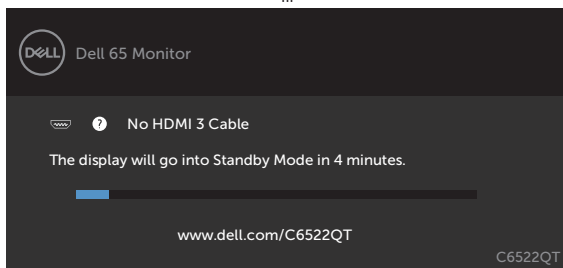 ...
DELL Dell 65 Monitor
? No HDMI 3 Cable
The display will go into Standby Mode in 4 minutes.
www.dell.com/C6522QT
C6522QT